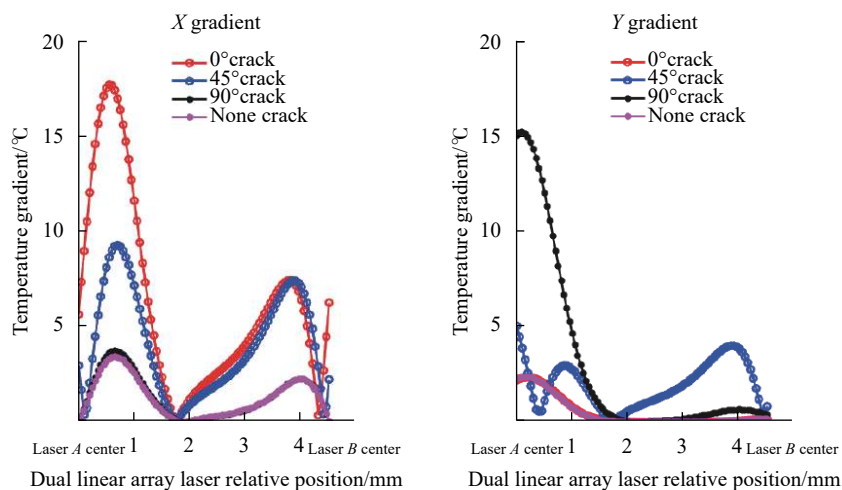 X gradient
20
15
10
5
Temperature gradient/℃
0°crack
45°crack
90°crack
None crack
Laser A center 1 2 3 4 Laser B center
Dual linear array laser relative position/mm
Y gradient
20
15
10
5
Temperature gradient/℃
0°crack
45°crack
90°crack
None crack
Laser A center 1 2 3 4 Laser B center
Dual linear array laser relative position/mm